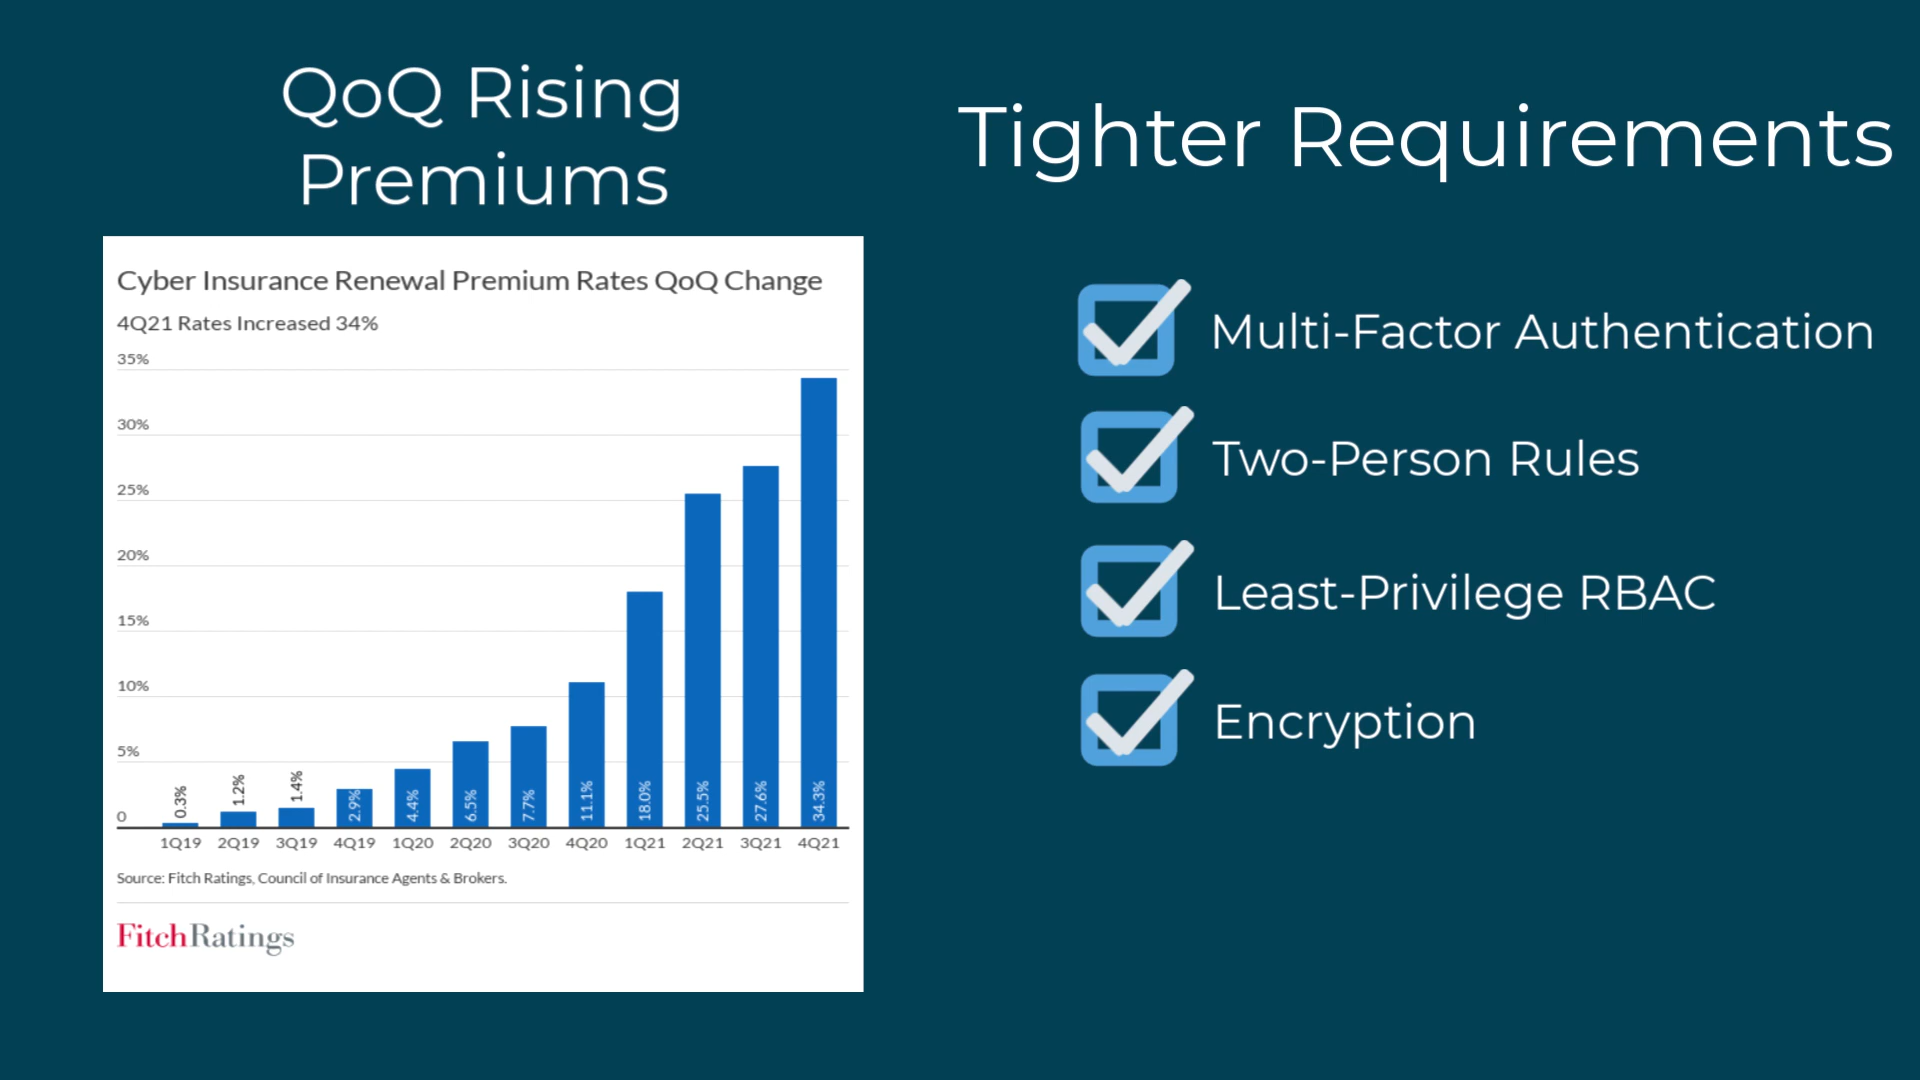 QoQ Rising
Premiums
Cyber Insurance Renewal Premium Rates QoQ Change
4Q21 Rates Increased 34%
35%
30%
25%
20%
15%
10%
5%
0
0.3% 1.2% 1.4% 2.9% 4.4% 6.5% 7.7% 11.1% 18.0% 25.5% 27.6% 34.3%
1Q19 2Q19 3Q19 4Q19 1Q20 2Q20 3Q20 4Q20 1Q21 2Q21 3Q21 4Q21
Source: Fitch Ratings, Council of Insurance Agents & Brokers.
FitchRatings
Tighter Requirements
Multi-Factor Authentication
Two-Person Rules
Least-Privilege RBAC
Encryption